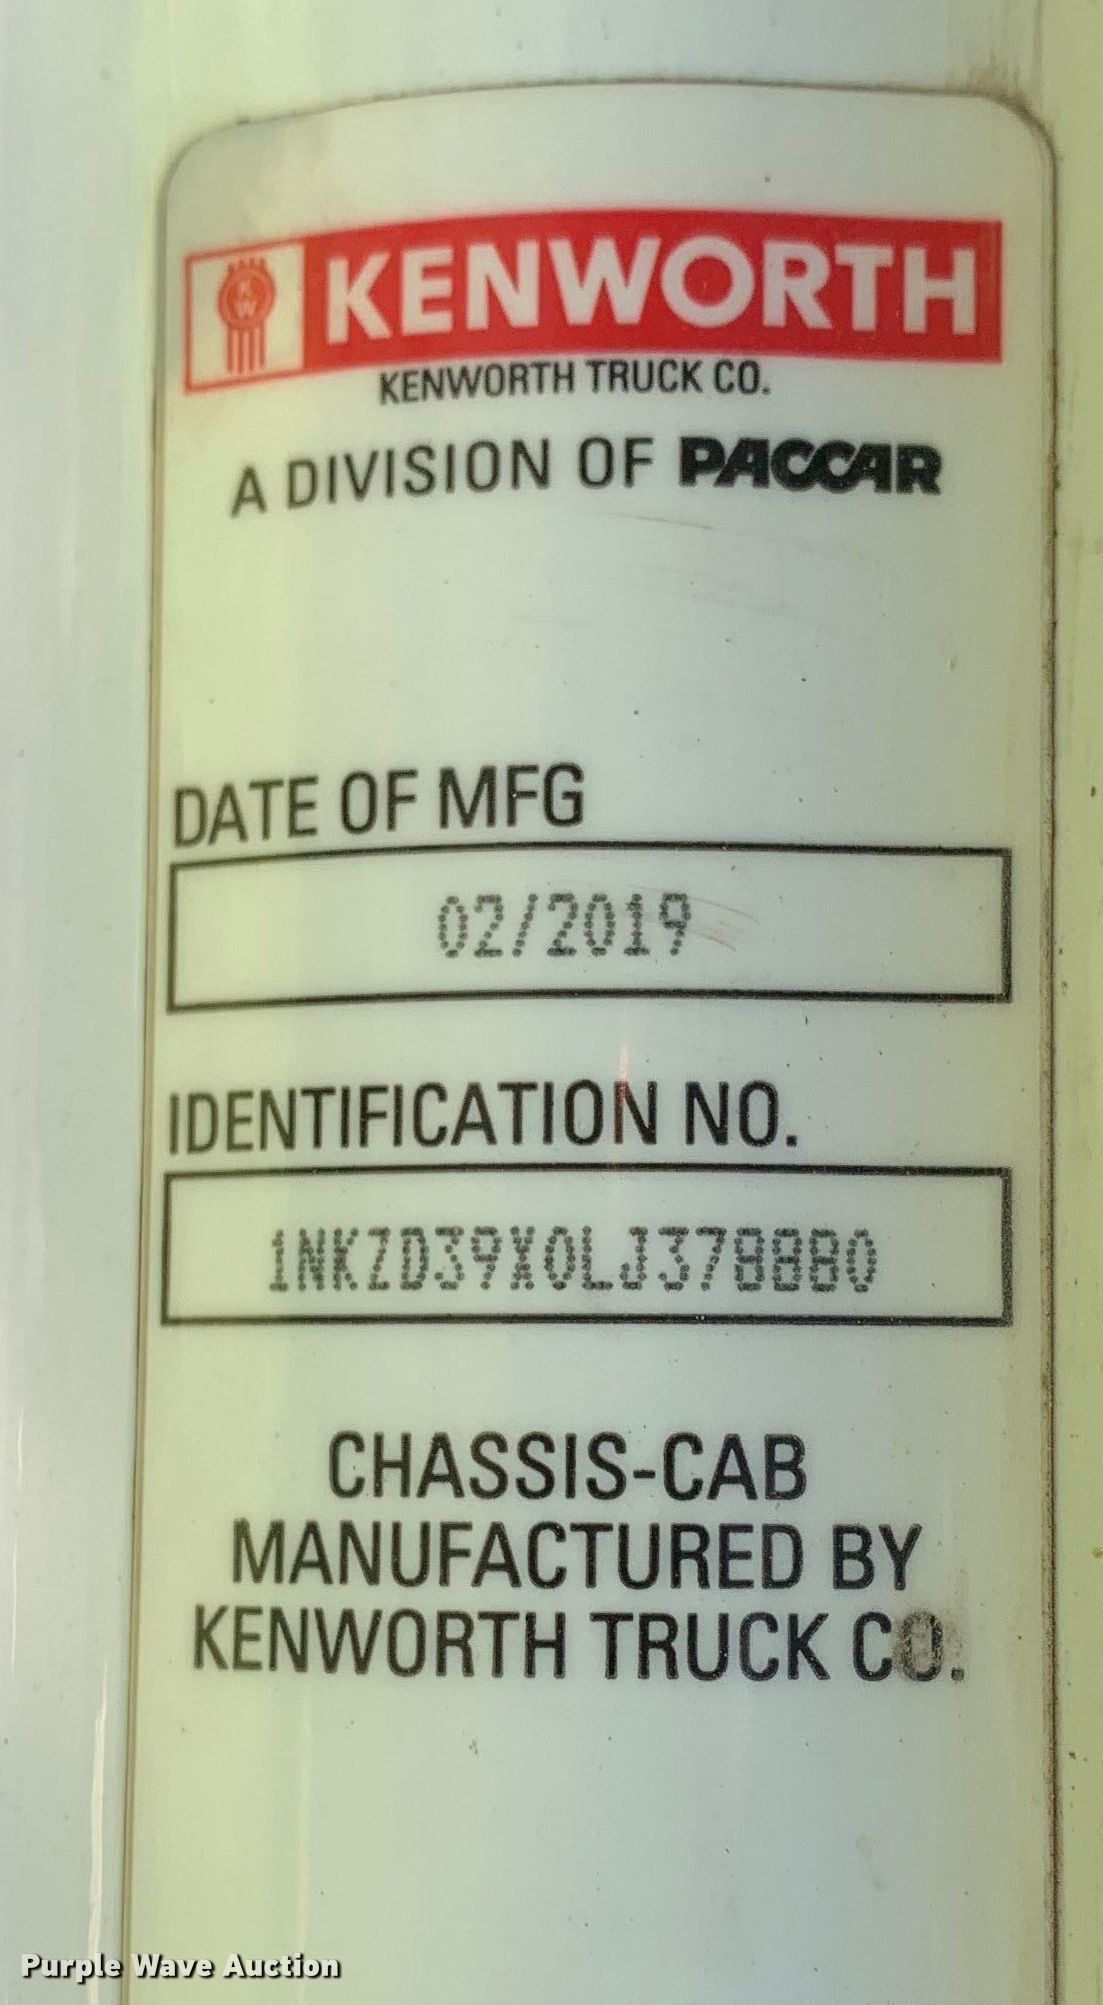 KW
KENWORTH
KENWORTH TRUCK CO.
A DIVISION OF PACCAR
DATE OF MFG
02/2019
IDENTIFICATION NO.
1NKZD39X0LJ378880
CHASSIS-CAB
MANUFACTURED BY
KENWORTH TRUCK CO.
Purple Wave Auction